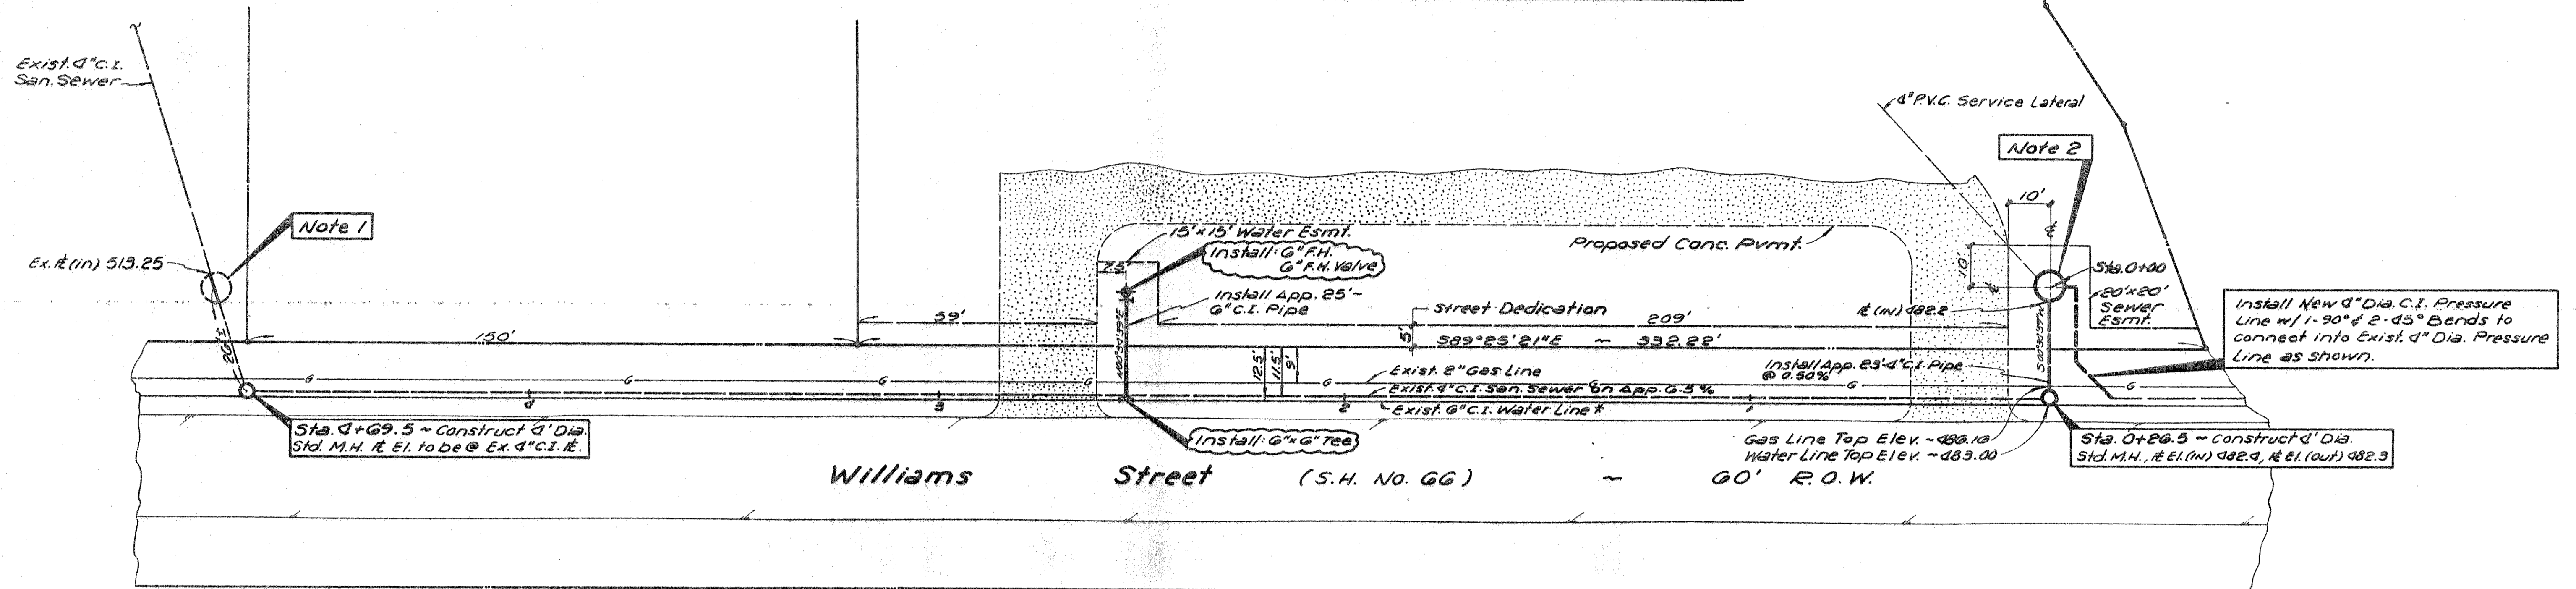 Exist. 4" C.I.
San. Sewer
Note 1
Ex. ℄ (in) 513.25
26' ±
150'
59'
Sta. 4+69.5 ~ Construct 4' Dia.
Std. M.H. ℄ El. to be @ Ex. 4" C.I. ℄.
4
3
2
1
15' x 15' Water Esmt.
7.5'
Install: 6" F.H.
6" F.H. Valve
Install App. 25' ~
6" C.I. Pipe
N00°34'39"E
Install: 6" x 6" Tee
Proposed Conc. Pvmt.
Street Dedication
209'
5'
S89°25'21"E ~ 332.22'
12.5'
11.5'
9'
Exist. 2" Gas Line
Exist. 4" C.I. San. Sewer on App. 6.5 %
Exist. 6" C.I. Water Line *
G G G G G G G
4" P.V.C. Service Lateral
Note 2
10'
10'
Sta. 0+00
20' x 20'
Sewer
Esmt.
℄ (IN) 482.2
Install App. 23'-4" C.I. Pipe
@ 0.50%
Install New 4" Dia. C.I. Pressure
Line w/ 1-90° & 2-45° Bends to
connect into Exist. 4" Dia. Pressure
Line as shown.
Gas Line Top Elev. ~ 486.10
Water Line Top Elev. ~ 483.00
Sta. 0+26.5 ~ Construct 4' Dia.
Std. M.H., ℄ El. (IN) 482.4, ℄ El. (out) 482.3
Williams Street (S.H. No. 66) ~ 60' R.O.W.